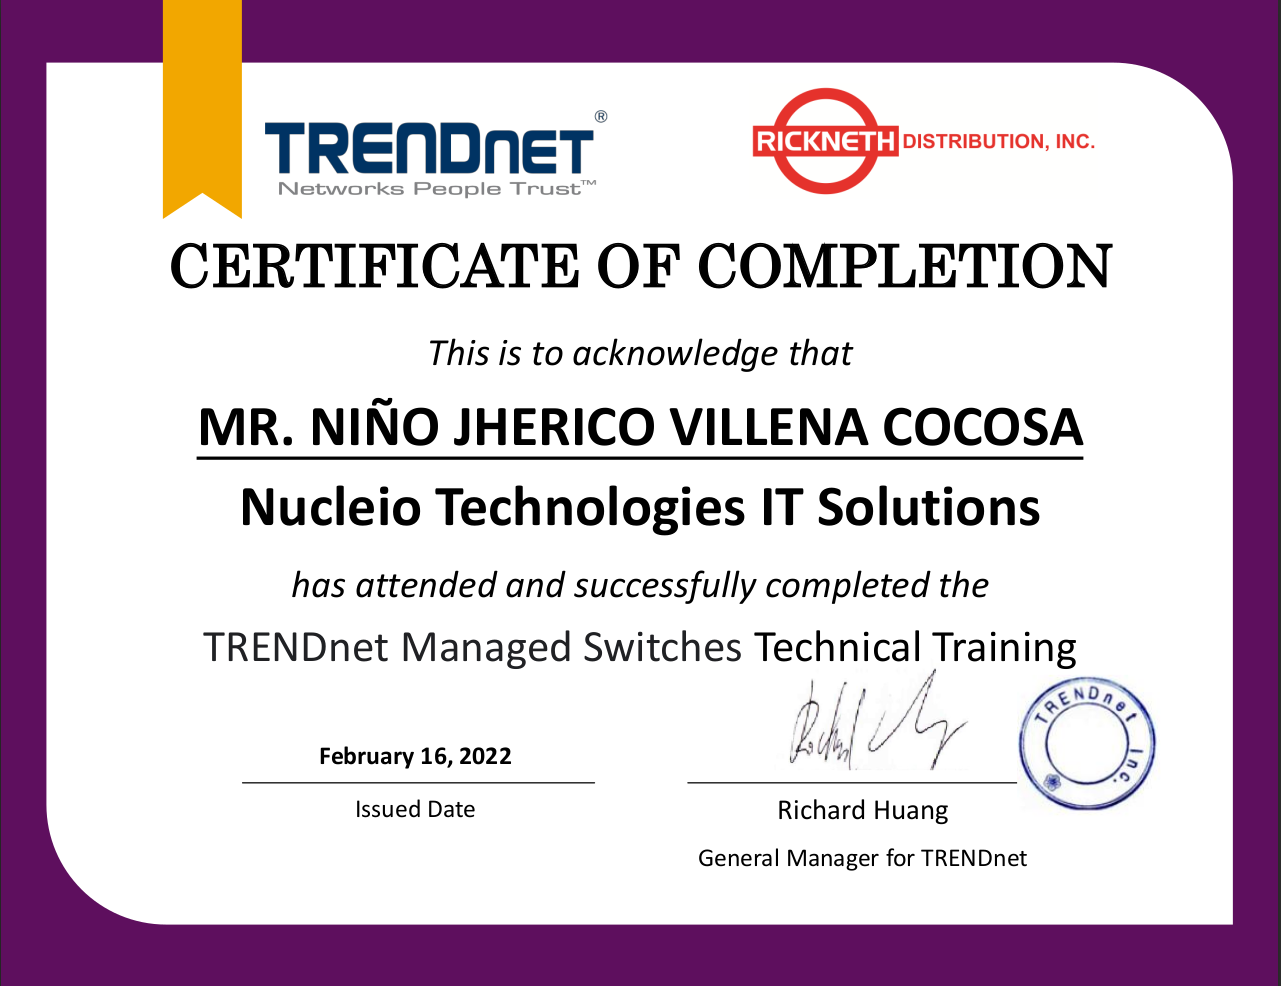 TRENDnet®
Networks People Trust™
RICKNETH DISTRIBUTION, INC.
CERTIFICATE OF COMPLETION
This is to acknowledge that
MR. NIÑO JHERICO VILLENA COCOSA
Nucleio Technologies IT Solutions
has attended and successfully completed the
TRENDnet Managed Switches Technical Training
TRENDnet Inc.
February 16, 2022
Issued Date
Richard Huang
General Manager for TRENDnet